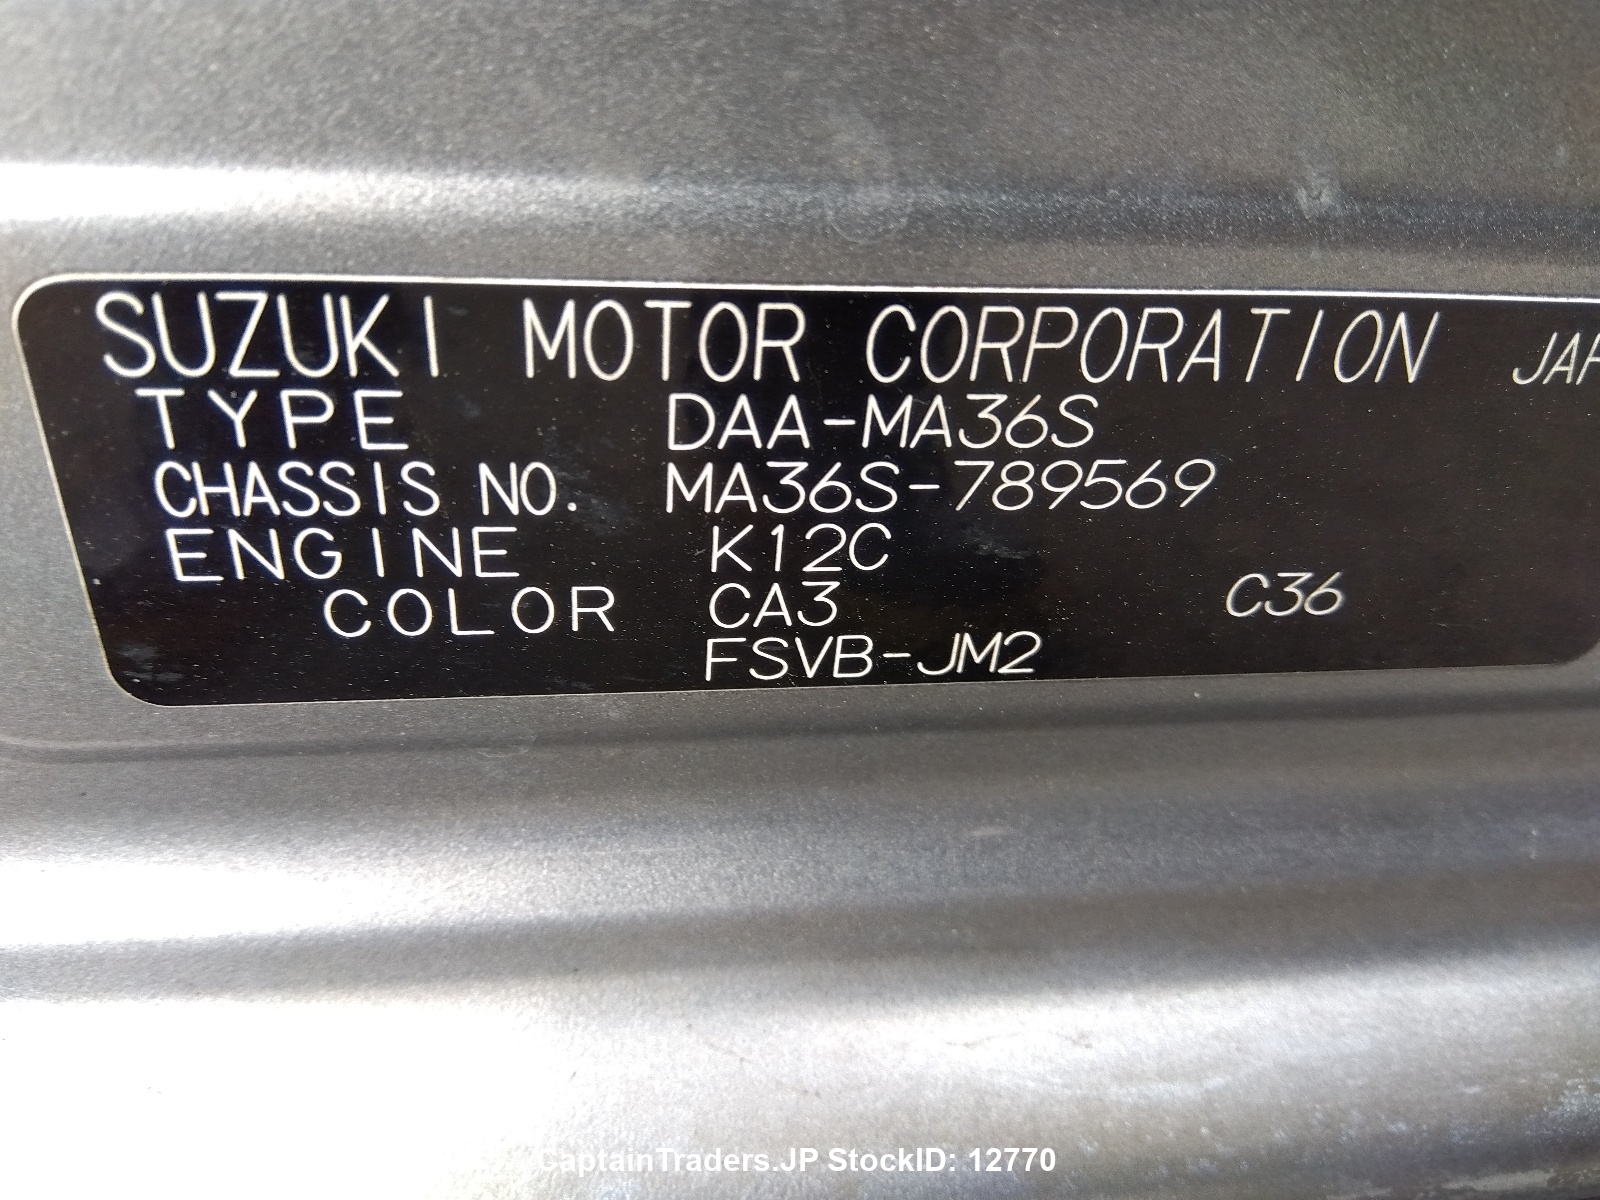 SUZUKI MOTOR CORPORATION
TYPE DAA-MA36S
CHASSIS NO. MA36S-789569
ENGINE K12C
COLOR CA3 C36
FSVB-JM2
CaptainTraders.JP StockID: 12770